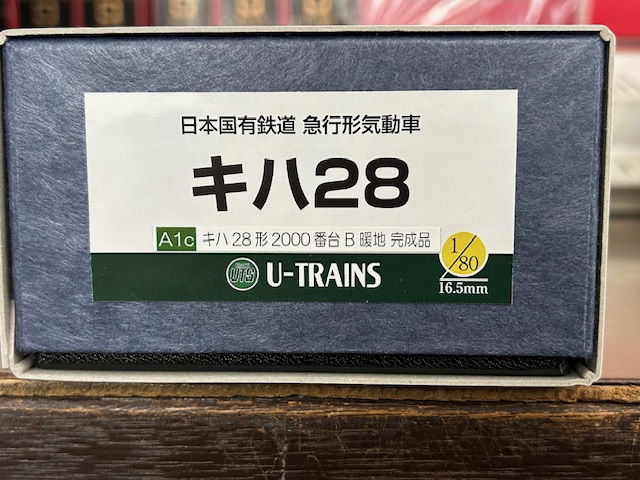 日本国有鉄道 急行形気動車
キハ28
A1c キハ28形2000番台B暖地 完成品
1/80
UTS U-TRAINS
16.5mm